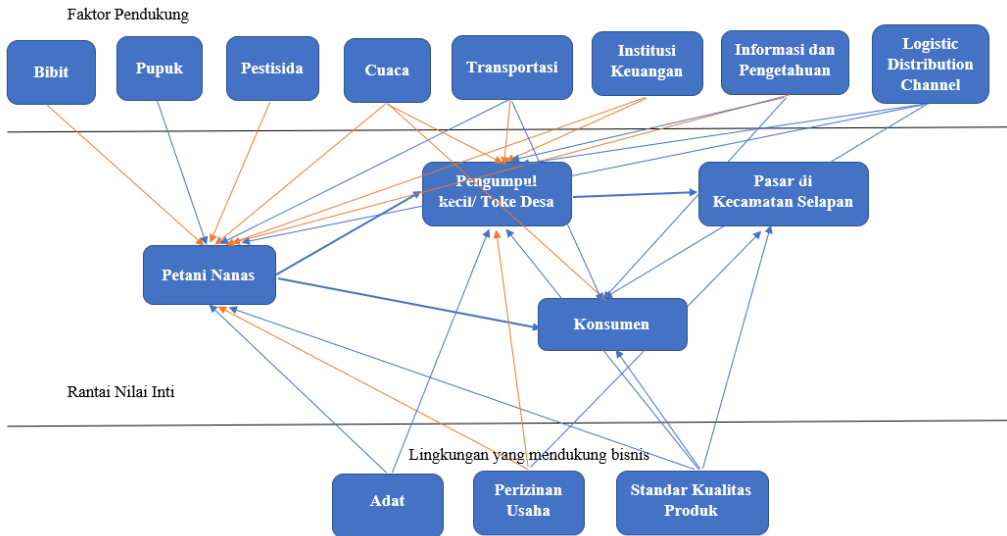 Faktor Pendukung
Bibit
Pupuk
Pestisida
Cuaca
Transportasi
Institusi
Keuangan
Informasi dan
Pengetahuan
Logistic
Distribution
Channel
Pengumpul
kecil/ Toke Desa
Pasar di
Kecamatan Selapan
Petani Nanas
Konsumen
Rantai Nilai Inti
Lingkungan yang mendukung bisnis
Adat
Perizinan
Usaha
Standar Kualitas
Produk